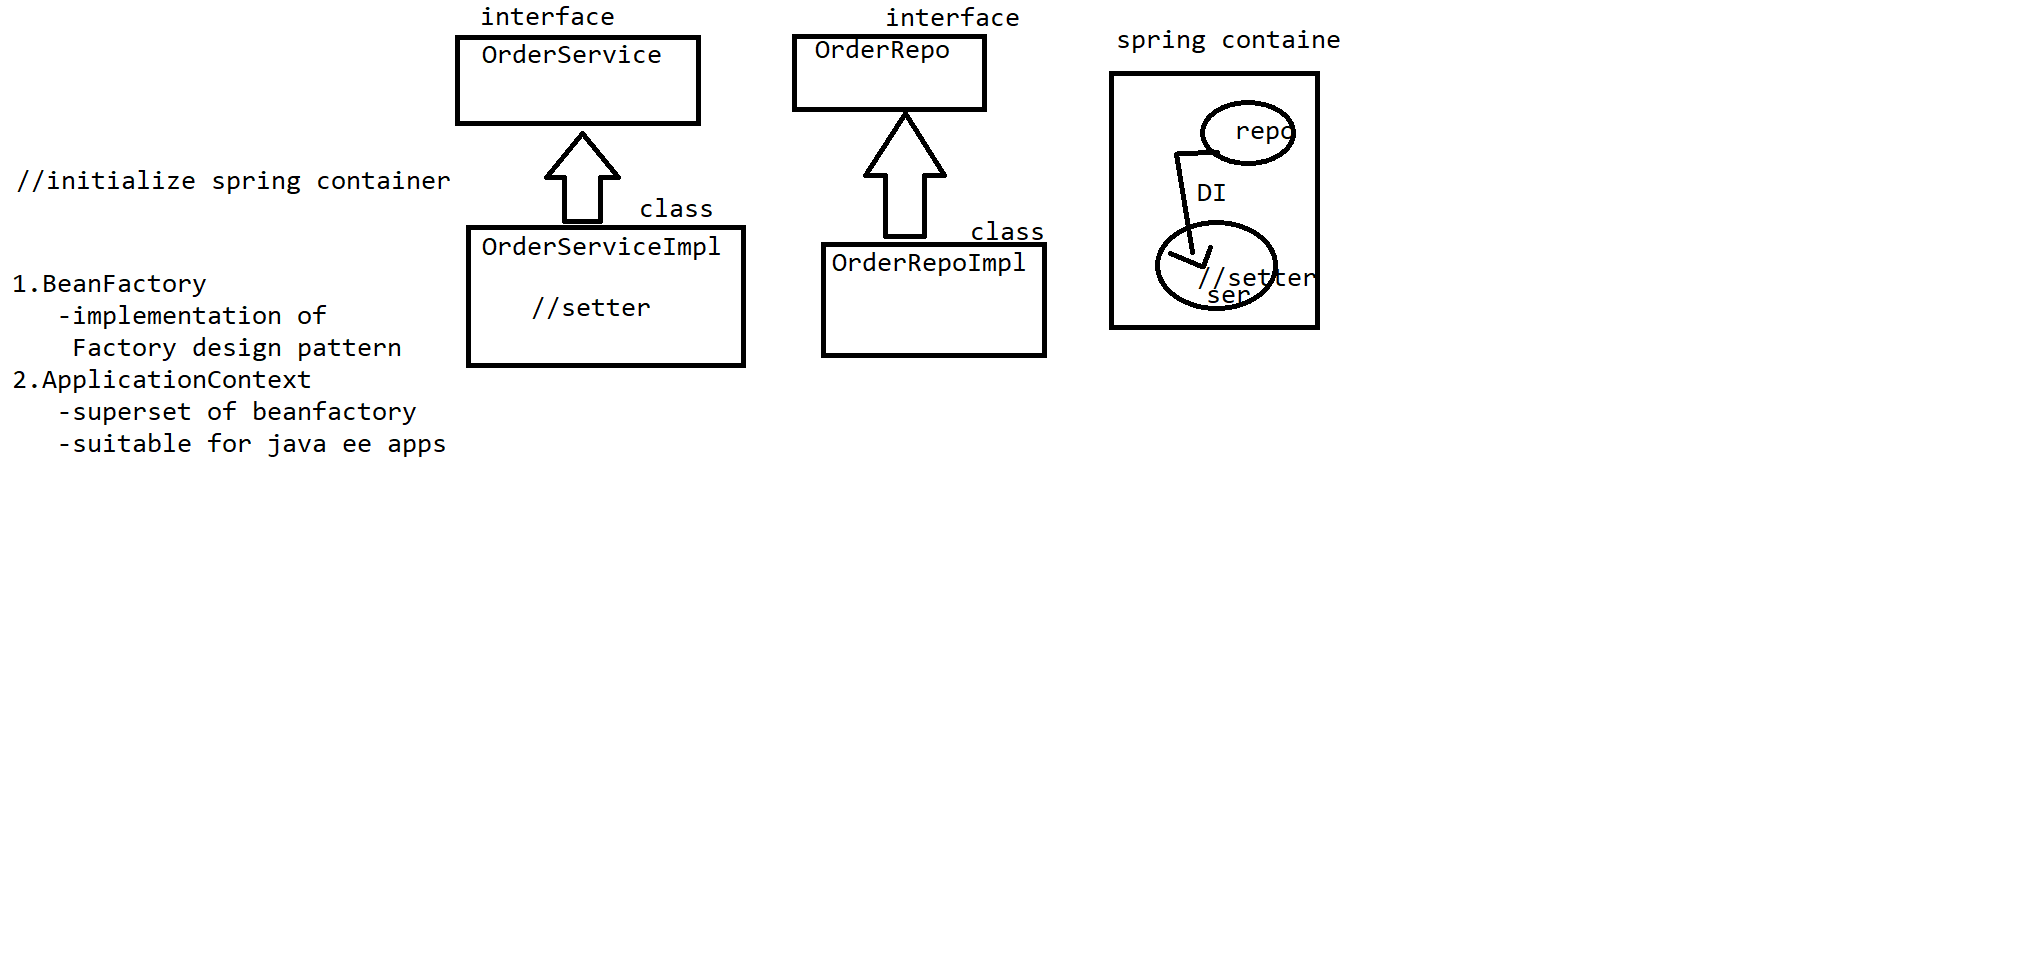 interface
OrderService
interface
OrderRepo
spring containe
repo
DI
//setter
ser
//initialize spring container
class
OrderServiceImpl
//setter
class
OrderRepoImpl
1.BeanFactory
-implementation of
Factory design pattern
2.ApplicationContext
-superset of beanfactory
-suitable for java ee apps